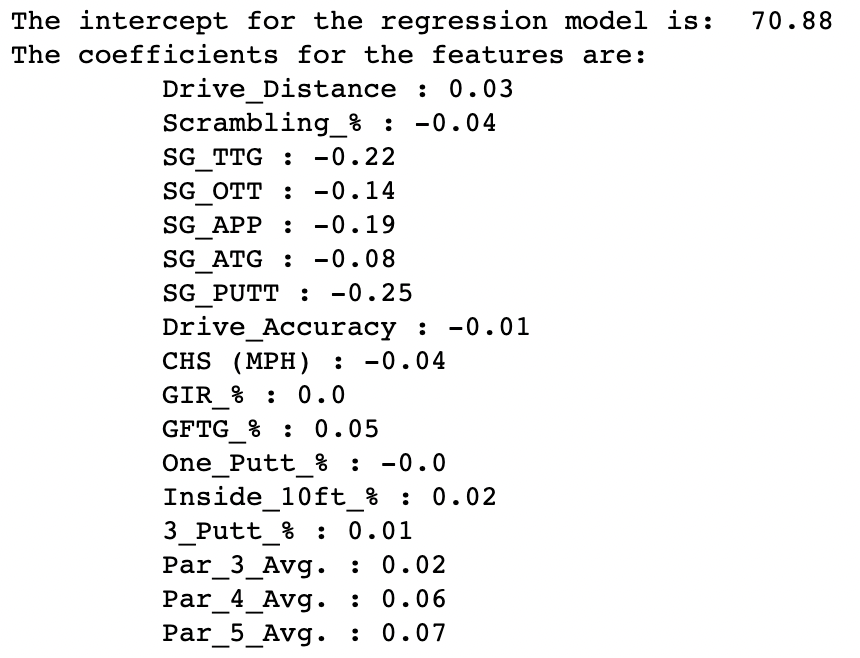 The intercept for the regression model is:  70.88
The coefficients for the features are:
Drive_Distance : 0.03
Scrambling_% : -0.04
SG_TTG : -0.22
SG_OTT : -0.14
SG_APP : -0.19
SG_ATG : -0.08
SG_PUTT : -0.25
Drive_Accuracy : -0.01
CHS (MPH) : -0.04
GIR_% : 0.0
GFTG_% : 0.05
One_Putt_% : -0.0
Inside_10ft_% : 0.02
3_Putt_% : 0.01
Par_3_Avg. : 0.02
Par_4_Avg. : 0.06
Par_5_Avg. : 0.07